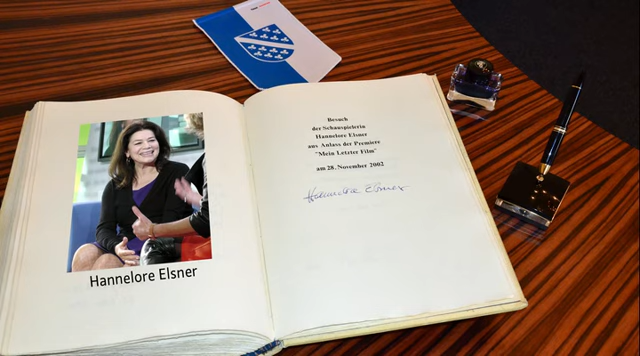 Hannelore Elsner
Besuch
der Schauspielerin
Hannelore Elsner
aus Anlass der Premiere
"Mein Letzter Film"
am 28. November 2002
Hannelore Elsner